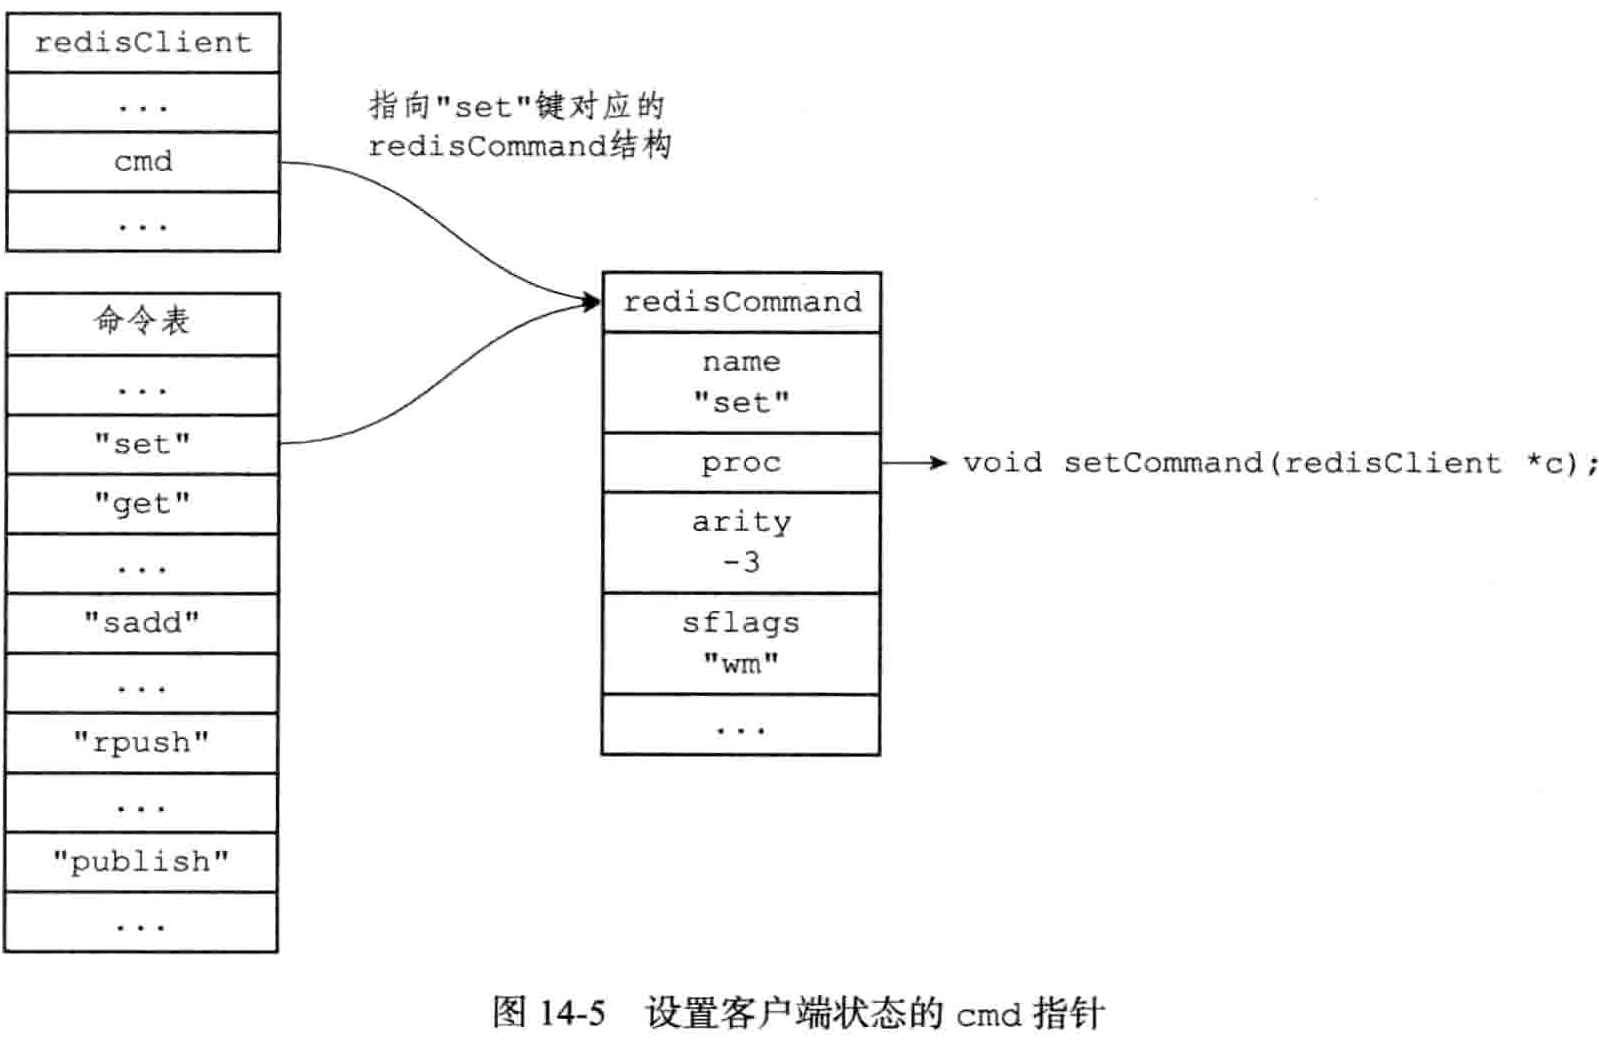 redisClient
...
cmd
...
指向"set"键对应的
redisCommand结构
命令表
...
"set"
"get"
...
"sadd"
...
"rpush"
...
"publish"
...
redisCommand
name
"set"
proc
arity
-3
sflags
"wm"
...
void setCommand(redisClient *c);
图 14-5 设置客户端状态的 cmd 指针